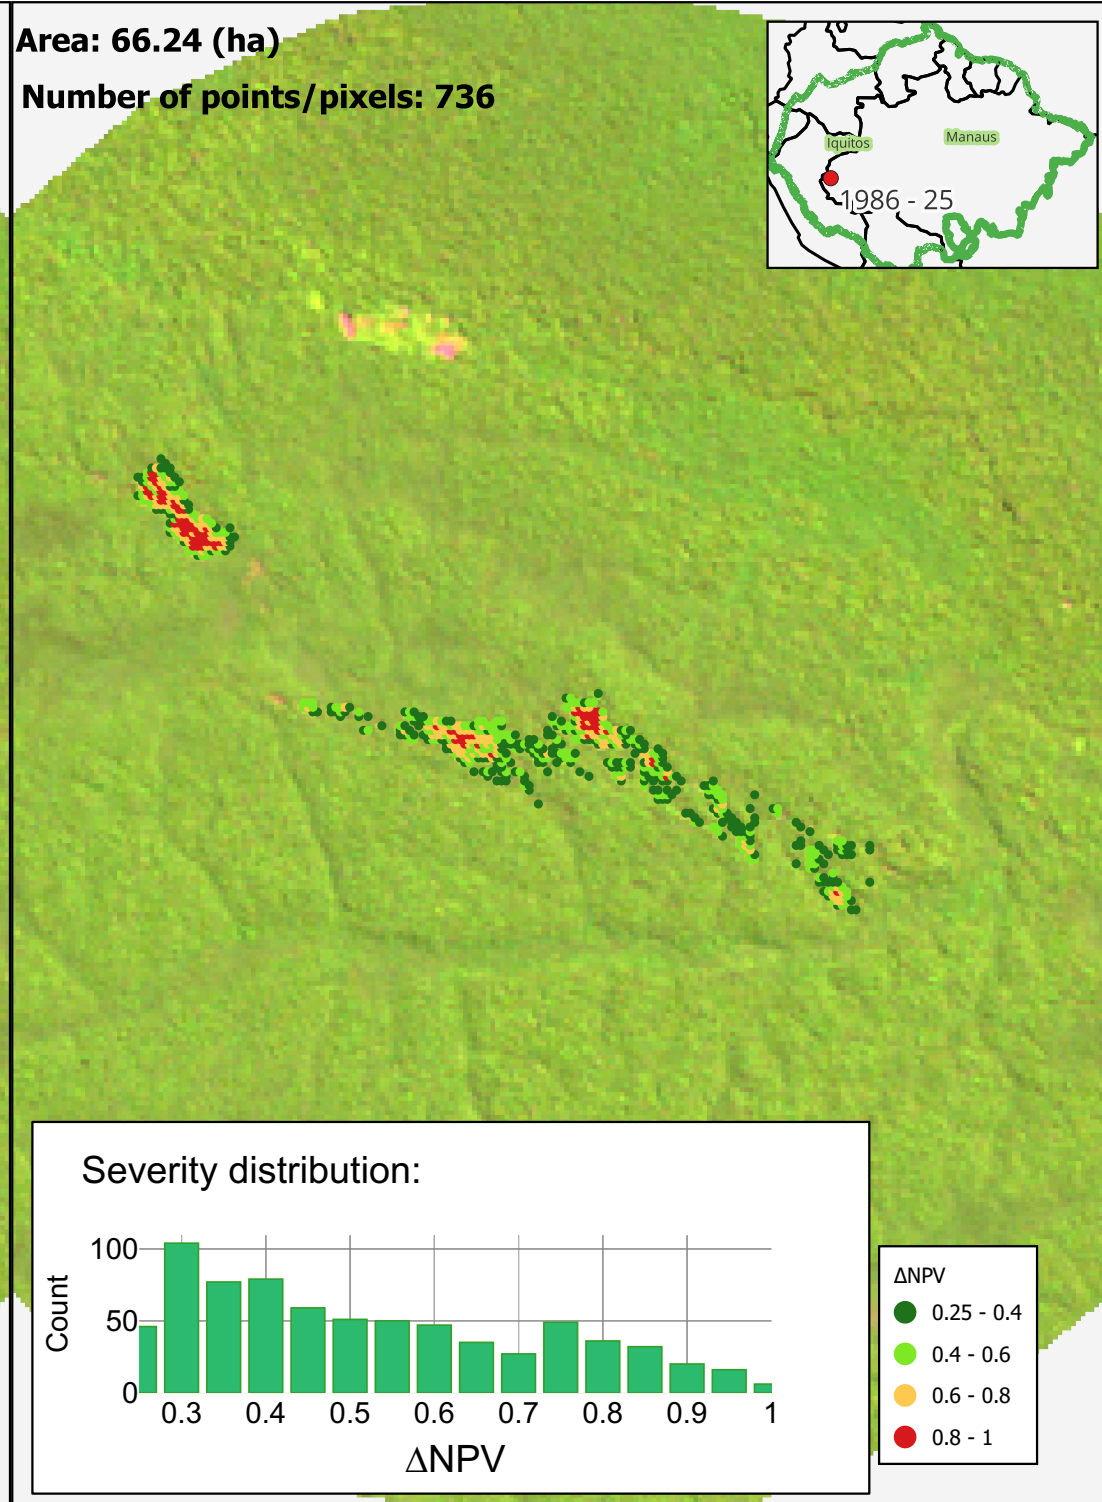 Area: 66.24 (ha)
Number of points/pixels: 736
Iquitos
Manaus
1986 - 25
Severity distribution:
Count
100
50
0
0.3 0.4 0.5 0.6 0.7 0.8 0.9 1
ΔNPV
ΔNPV
0.25 - 0.4
0.4 - 0.6
0.6 - 0.8
0.8 - 1